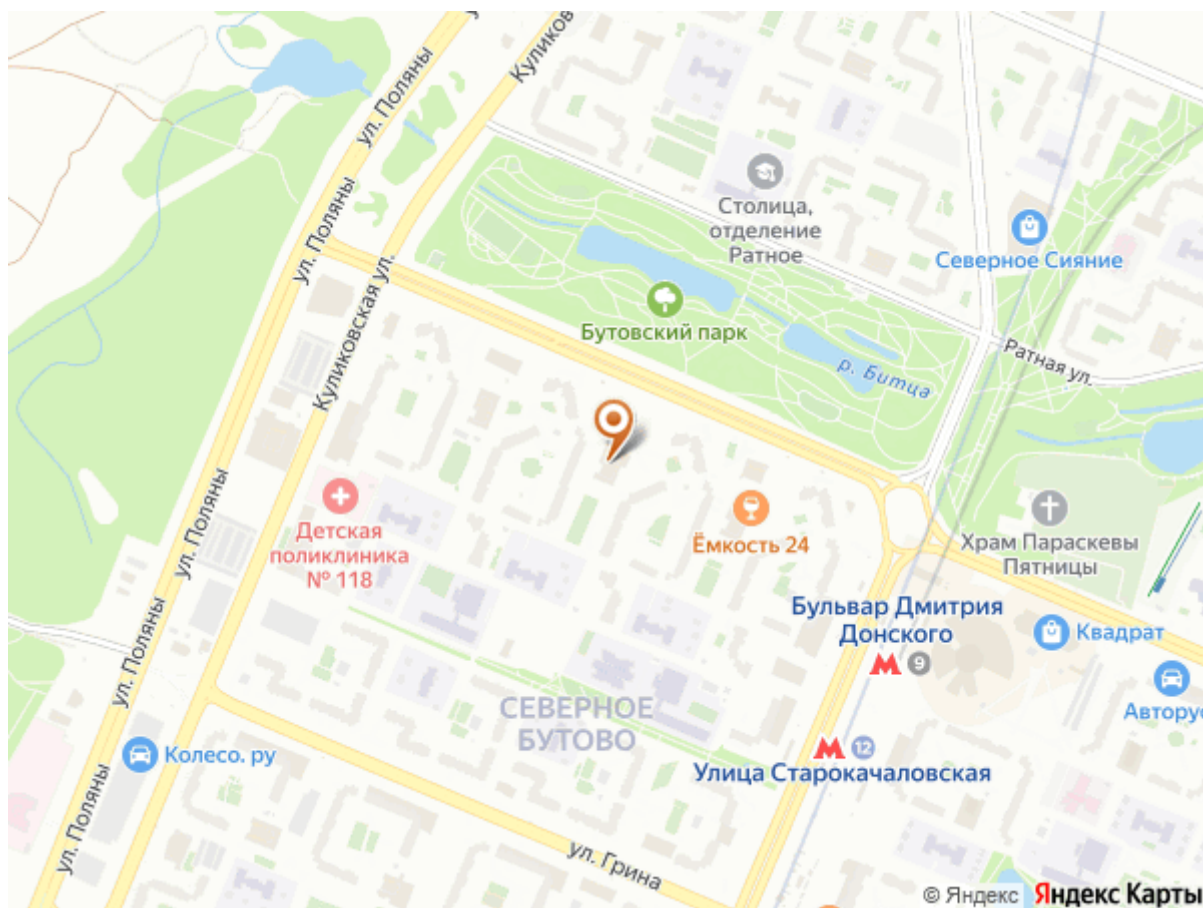 Куликов
ул. Поляны
ул. Поляны
Столица,
отделение
Ратное
Северное Сияние
Куликовская ул.
Бутовский парк
р. Битца
Ратная ул.
Детская
поликлиника
№ 118
Ёмкость 24
Храм Параскевы
Пятницы
ул. Поляны
Бульвар Дмитрия
Донского
9
Квадрат
ул. Поляны
Авторус
СЕВЕРНОЕ
БУТОВО
12
Колесо. ру
Улица Старокачаловская
ул. Поляны
ул. Грина
© Яндекс Яндекс Карты